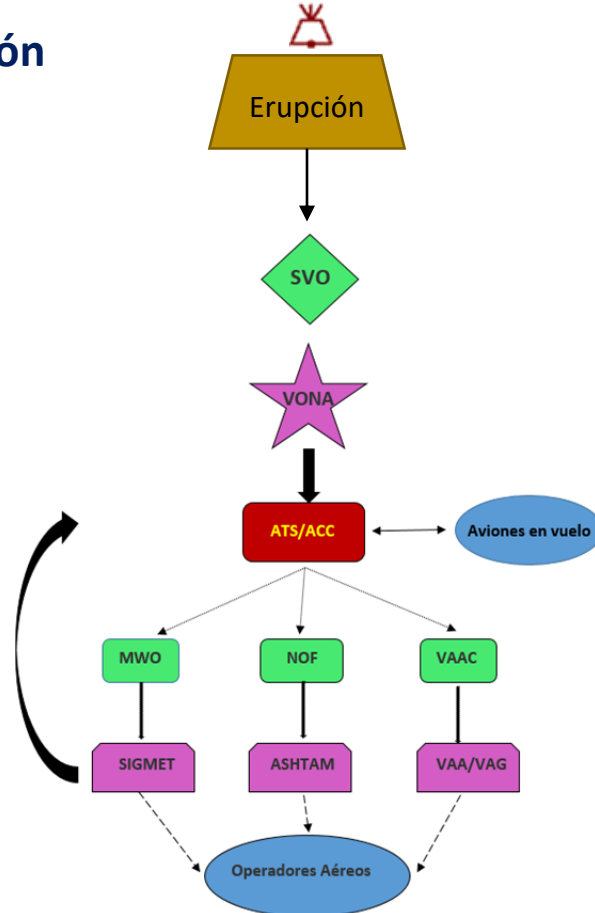 ón
Erupción
SVO
VONA
ATS/ACC
Aviones en vuelo
MWO
NOF
VAAC
SIGMET
ASHTAM
VAA/VAG
Operadores Aéreos